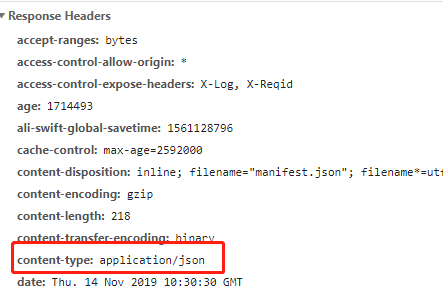 Response Headers
accept-ranges: bytes
access-control-allow-origin: *
access-control-expose-headers: X-Log, X-Reqid
age: 1714493
ali-swift-global-savetime: 1561128796
cache-control: max-age=2592000
content-disposition: inline; filename="manifest.json"; filename*=utf
content-encoding: gzip
content-length: 218
content-transfer-encoding: binary
content-type: application/json
date: Thu, 14 Nov 2019 10:30:30 GMT